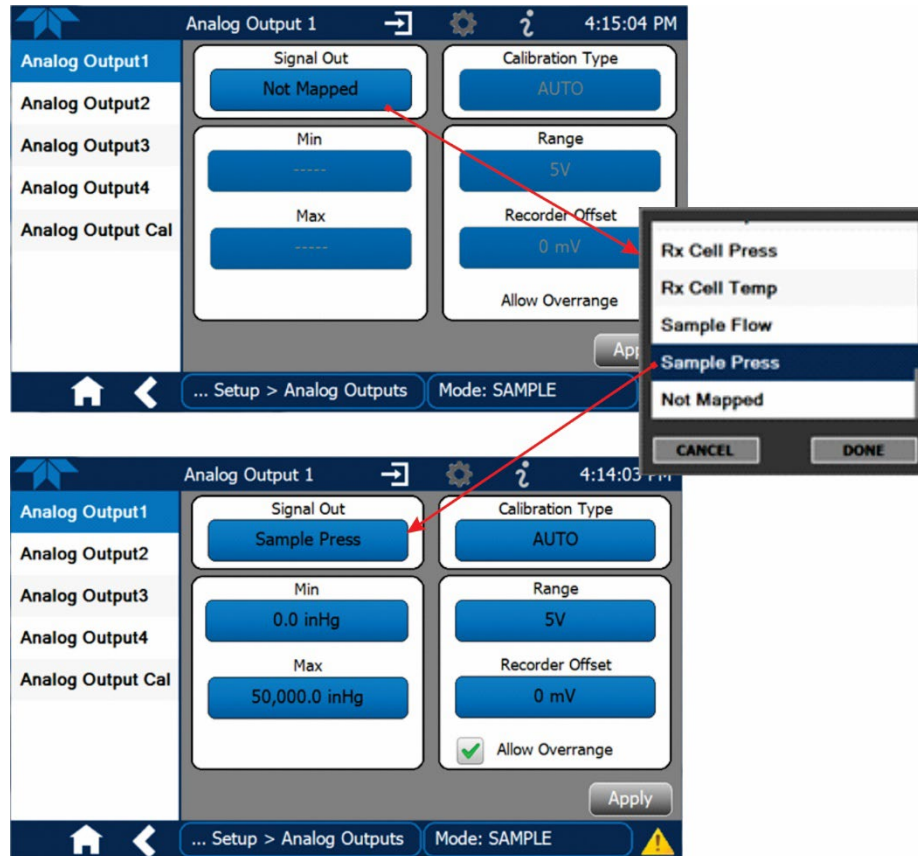 Analog Output 1
4:15:04 PM
Analog Output1
Analog Output2
Analog Output3
Analog Output4
Analog Output Cal
Signal Out
Not Mapped
Calibration Type
AUTO
Min
-----
Max
-----
Range
5V
Recorder Offset
0 mV
Allow Overrange
... Setup > Analog Outputs
Mode: SAMPLE
Rx Cell Press
Rx Cell Temp
Sample Flow
Sample Press
Not Mapped
CANCEL
DONE
Analog Output 1
4:14:03
Analog Output1
Analog Output2
Analog Output3
Analog Output4
Analog Output Cal
Signal Out
Sample Press
Calibration Type
AUTO
Min
0.0 inHg
Max
50,000.0 inHg
Range
5V
Recorder Offset
0 mV
Allow Overrange
Apply
... Setup > Analog Outputs
Mode: SAMPLE